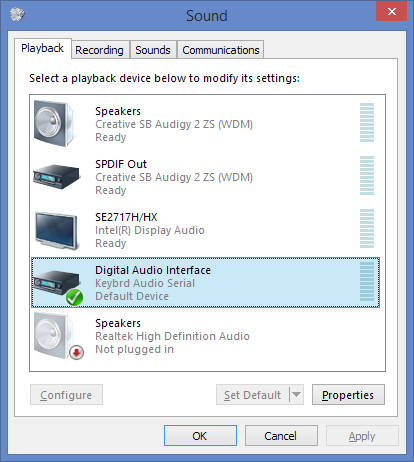 Sound
Playback Recording Sounds Communications
Select a playback device below to modify its settings:
Speakers
Creative SB Audigy 2 ZS (WDM)
Ready
SPDIF Out
Creative SB Audigy 2 ZS (WDM)
Ready
SE2717H/HX
Intel(R) Display Audio
Ready
Digital Audio Interface
Keybrd Audio Serial
Default Device
Speakers
Realtek High Definition Audio
Not plugged in
Configure Set Default Properties
OK Cancel Apply